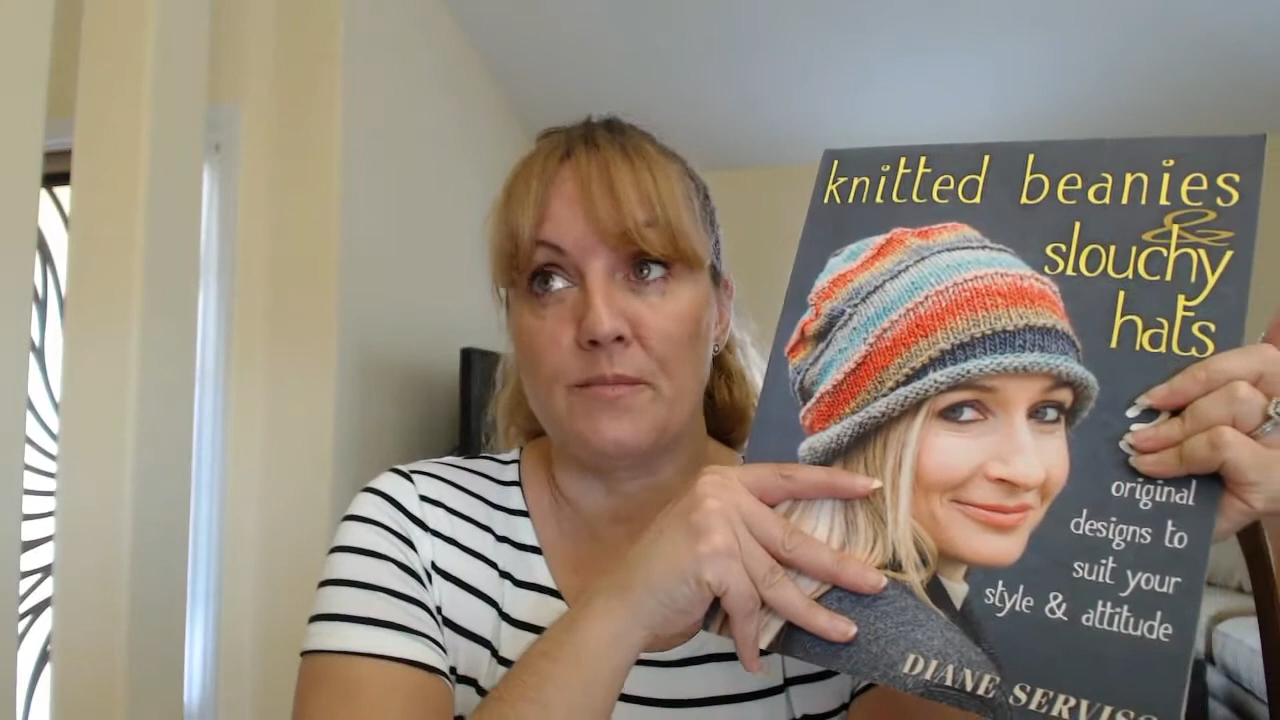 knitted beanies
&
slouchy
hats
original
designs to
suit your
style & attitude
DIANE